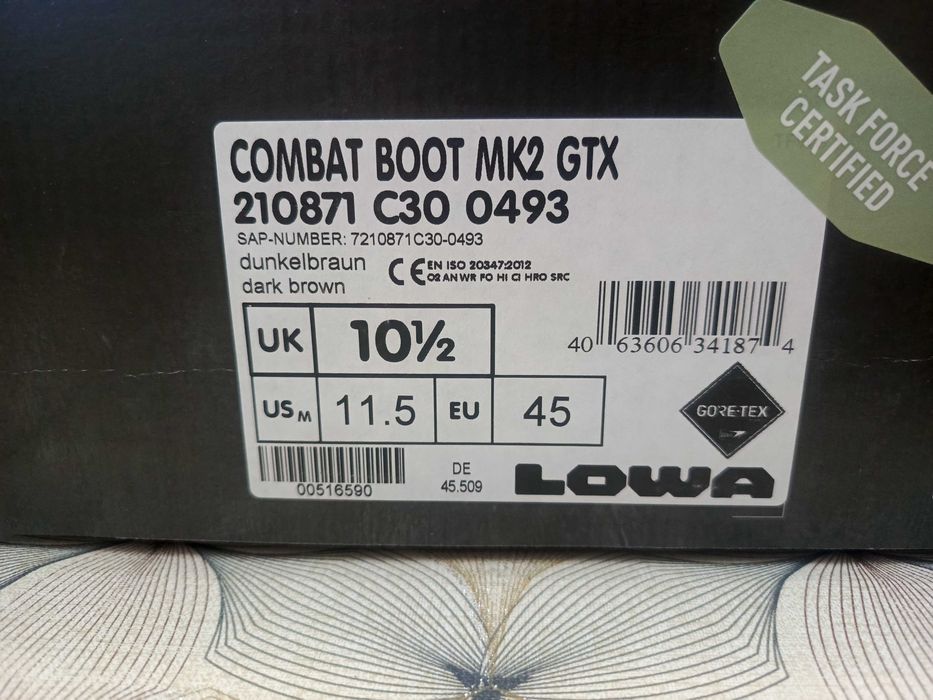 TASK FORCE
CERTIFIED
COMBAT BOOT MK2 GTX
210871 C30 0493
SAP-NUMBER: 7210871C30-0493
dunkelbraun
dark brown
CE EN ISO 20347:2012
O2 AN WR FO HI CI HRO SRC
UK 10½
US M 11.5 EU 45
40 63606 34187 4
GORE-TEX
00516590
DE
45.509
LOWA